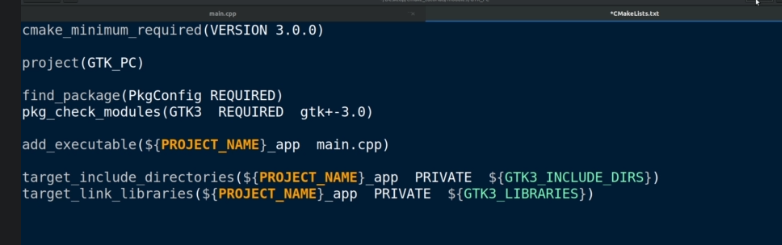 main.cpp
*CMakeLists.txt
cmake_minimum_required(VERSION 3.0.0)
project(GTK_PC)
find_package(PkgConfig REQUIRED)
pkg_check_modules(GTK3  REQUIRED  gtk+-3.0)
add_executable(${PROJECT_NAME}_app  main.cpp)
target_include_directories(${PROJECT_NAME}_app  PRIVATE  ${GTK3_INCLUDE_DIRS})
target_link_libraries(${PROJECT_NAME}_app  PRIVATE  ${GTK3_LIBRARIES})